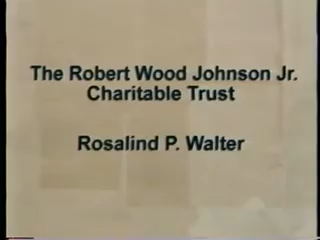 The Robert Wood Johnson Jr.
Charitable Trust
Rosalind P. Walter